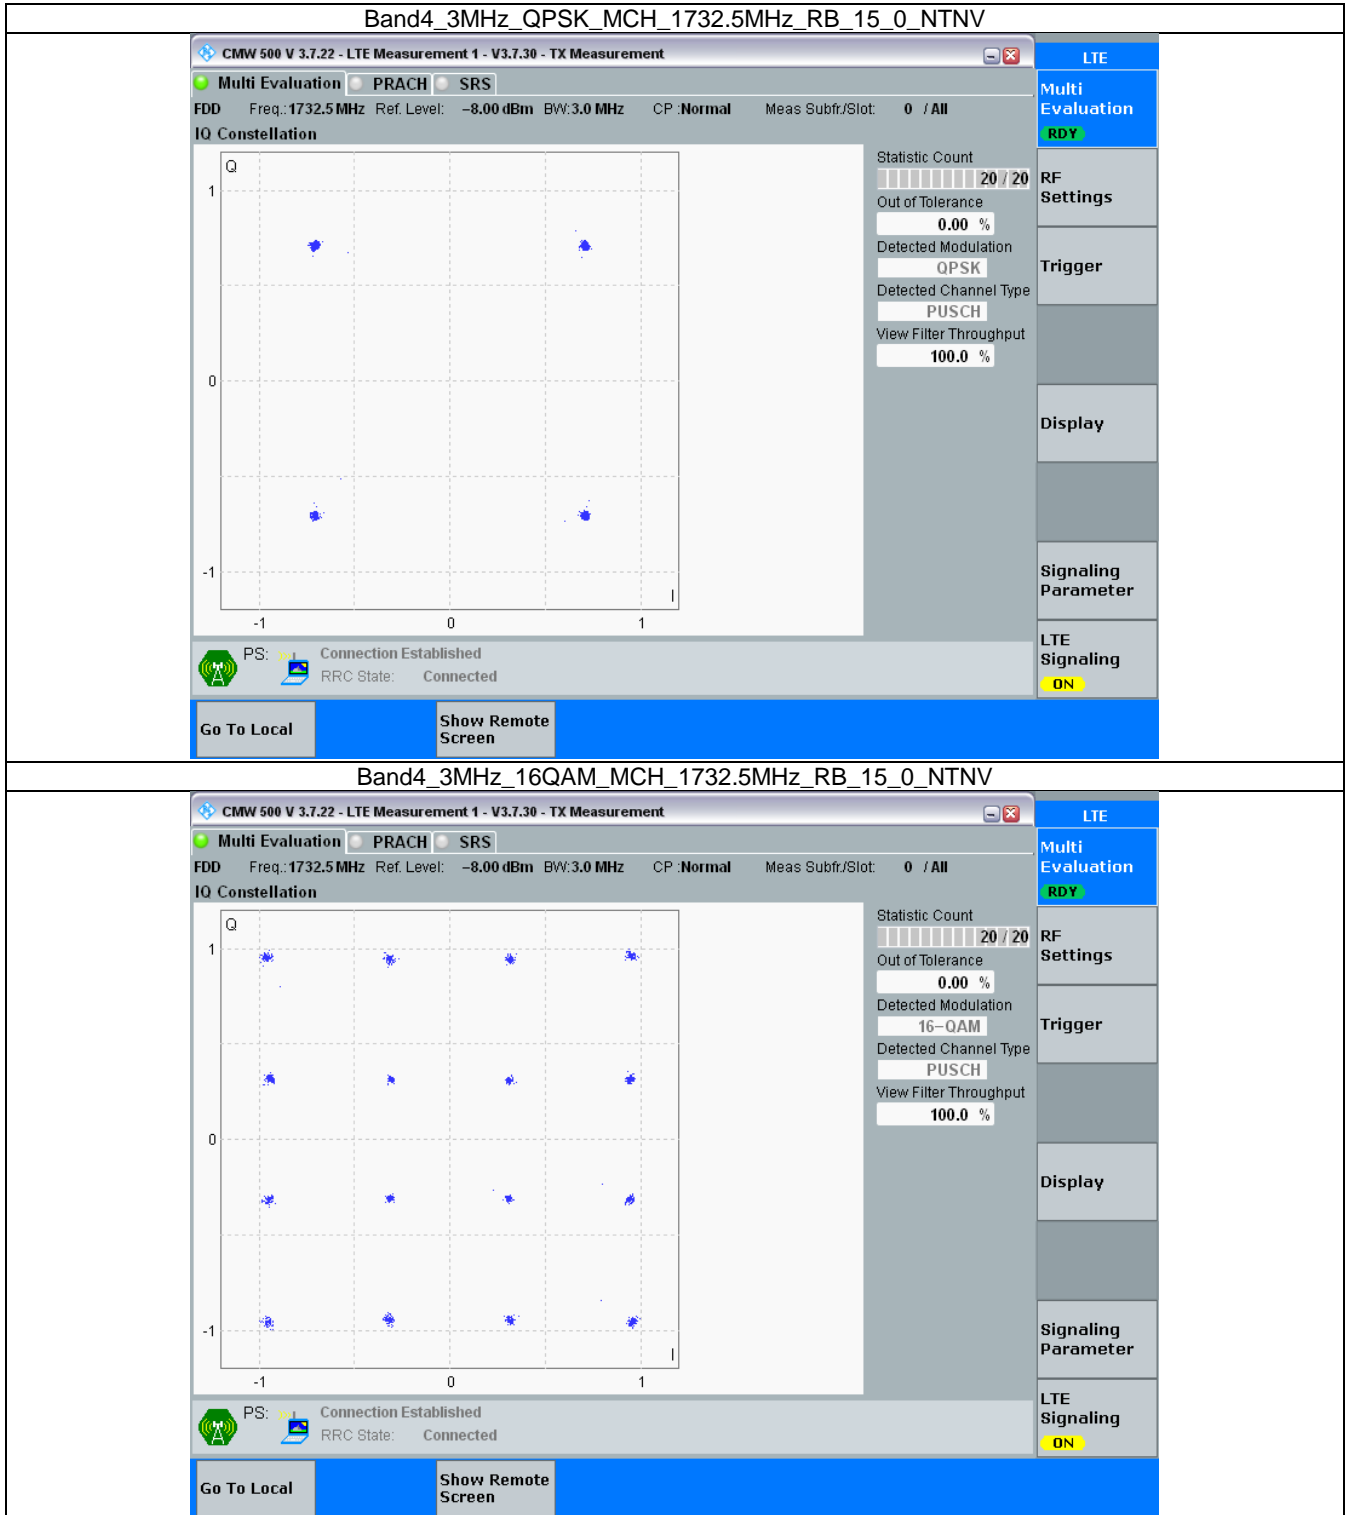 Band4_3MHz_QPSK_MCH_1732.5MHz_RB_15_0_NTNV
CMW 500 V 3.7.22 - LTE Measurement 1 - V3.7.30 - TX Measurement
LTE
Multi Evaluation PRACH SRS
Multi
Evaluation
RDY
FDD Freq.: 1732.5 MHz Ref. Level: -8.00 dBm BW: 3.0 MHz CP : Normal Meas Subfr./Slot: 0 / All
IQ Constellation
Q
1
0
-1
I
-1 0 1
Statistic Count
20 / 20
Out of Tolerance
0.00 %
Detected Modulation
QPSK
Detected Channel Type
PUSCH
View Filter Throughput
100.0 %
RF
Settings
Trigger
Display
Signaling
Parameter
LTE
Signaling
ON
PS: Connection Established
RRC State: Connected
Go To Local
Show Remote
Screen
Band4_3MHz_16QAM_MCH_1732.5MHz_RB_15_0_NTNV
CMW 500 V 3.7.22 - LTE Measurement 1 - V3.7.30 - TX Measurement
LTE
Multi Evaluation PRACH SRS
Multi
Evaluation
RDY
FDD Freq.: 1732.5 MHz Ref. Level: -8.00 dBm BW: 3.0 MHz CP : Normal Meas Subfr./Slot: 0 / All
IQ Constellation
Q
1
0
-1
I
-1 0 1
Statistic Count
20 / 20
Out of Tolerance
0.00 %
Detected Modulation
16-QAM
Detected Channel Type
PUSCH
View Filter Throughput
100.0 %
RF
Settings
Trigger
Display
Signaling
Parameter
LTE
Signaling
ON
PS: Connection Established
RRC State: Connected
Go To Local
Show Remote
Screen